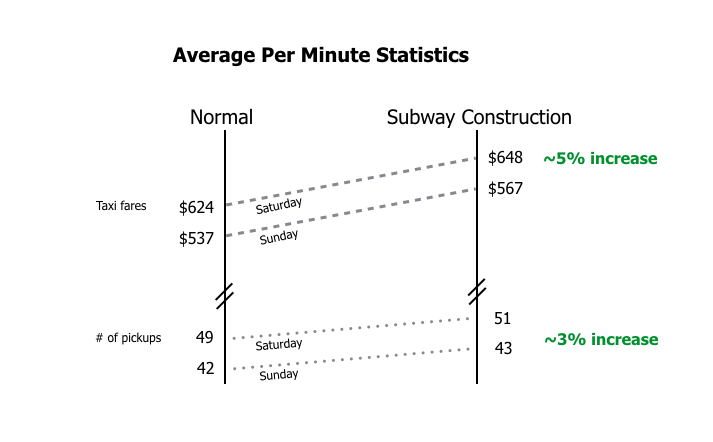 Average Per Minute Statistics
Normal
Subway Construction
$648
~5% increase
$567
Taxi fares
$624
Saturday
$537
Sunday
51
# of pickups
49
Saturday
43
~3% increase
42
Sunday